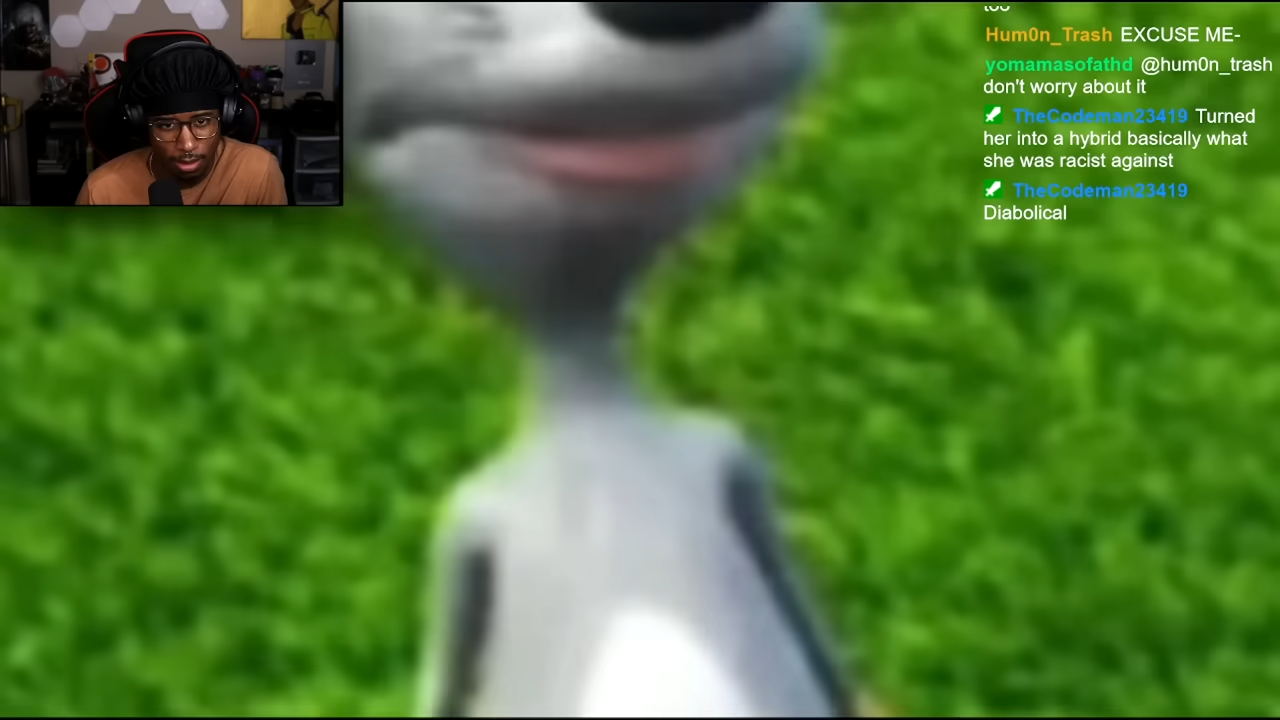 too
Hum0n_Trash EXCUSE ME-
yomamasofathd @hum0n_trash
don't worry about it
TheCodeman23419 Turned
her into a hybrid basically what
she was racist against
TheCodeman23419
Diabolical